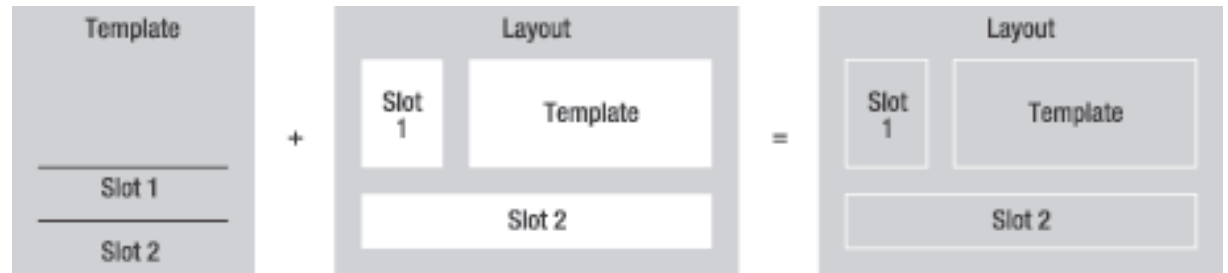 Template
Slot 1
Slot 2
+
Layout
Slot
1
Template
Slot 2
=
Layout
Slot
1
Template
Slot 2